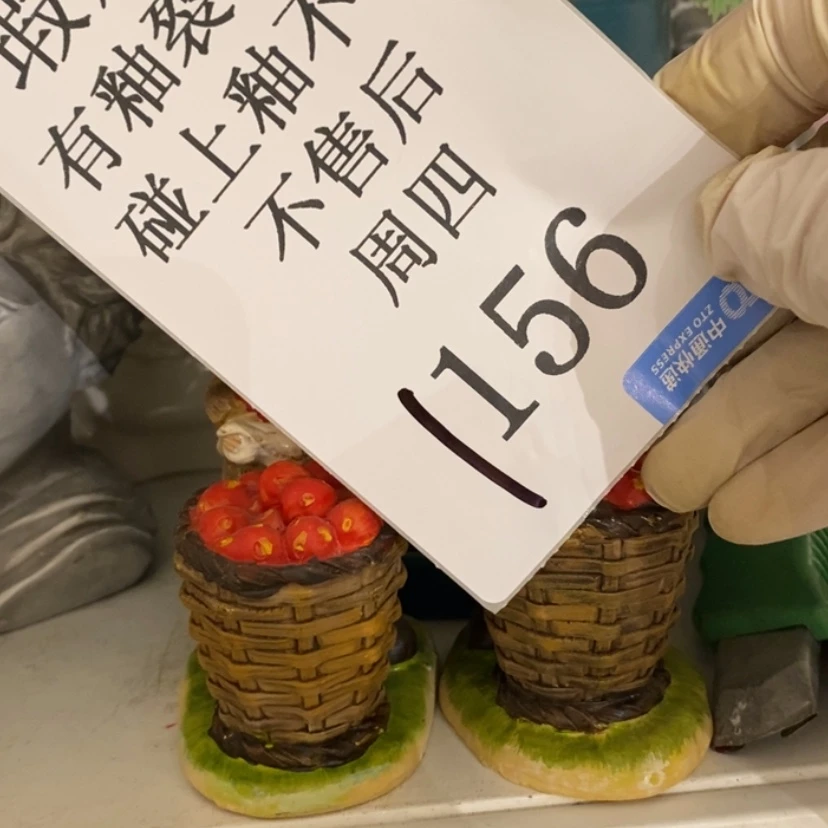 瑕
有釉裂
碰上釉不
不售后
周四
156
中通快递
ZTO EXPRESS